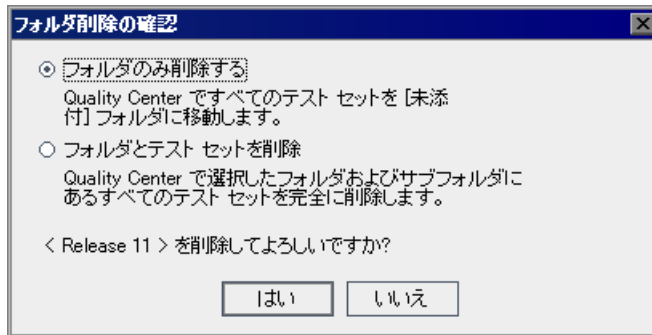 フォルダ削除の確認
フォルダのみ削除する
Quality Center ですべてのテスト セットを [未添
付] フォルダに移動します。
フォルダとテスト セットを削除
Quality Center で選択したフォルダおよびサブフォルダに
あるすべてのテスト セットを完全に削除します。
< Release 11 > を削除してよろしいですか?
はい
いいえ